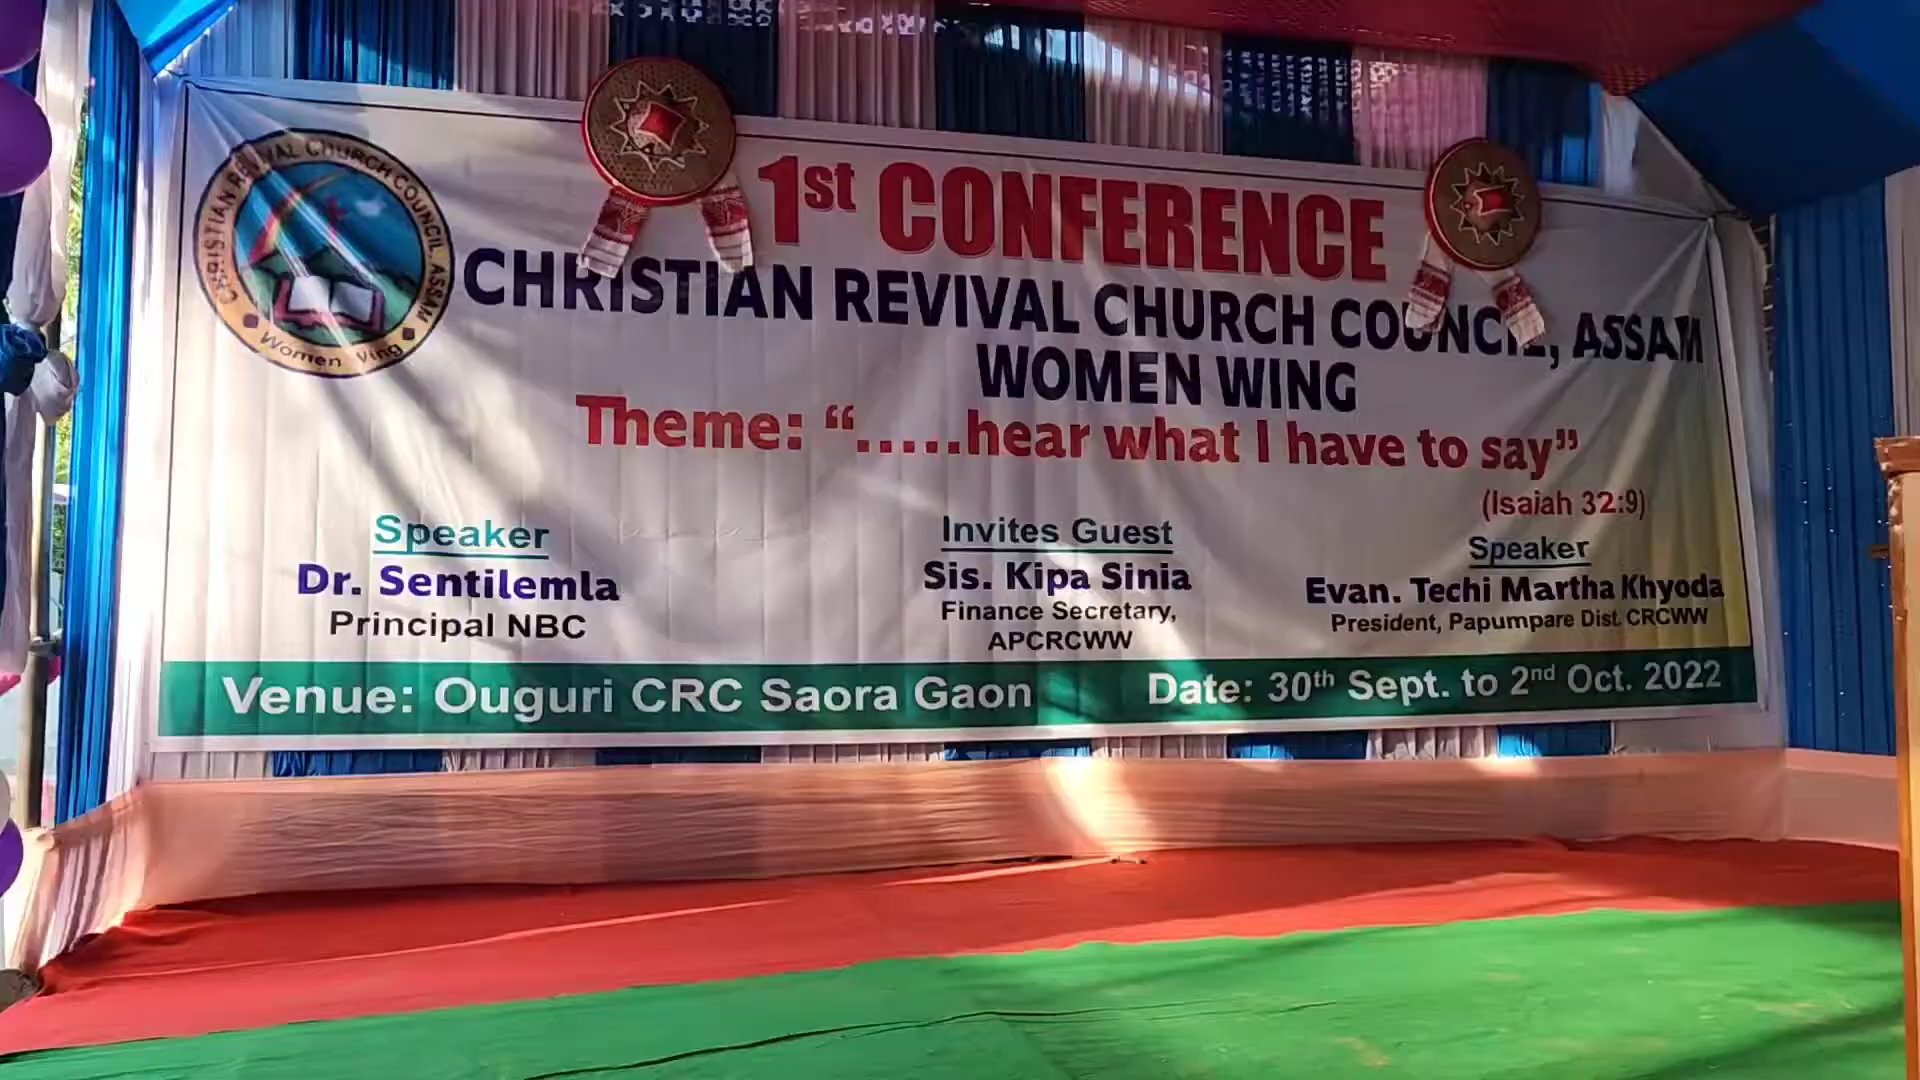 CHRISTIAN REVIVAL CHURCH COUNCIL, ASSAM
Women Wing
1st CONFERENCE
CHRISTIAN REVIVAL CHURCH COUNCIL, ASSAM
WOMEN WING
Theme: “.....hear what I have to say”
(Isaiah 32:9)
Speaker
Dr. Sentilemla
Principal NBC
Invites Guest
Sis. Kipa Sinia
Finance Secretary,
APCRCWW
Speaker
Evan. Techi Martha Khyoda
President, Papumpare Dist. CRCWW
Venue: Ouguri CRC Saora Gaon
Date: 30th Sept. to 2nd Oct. 2022